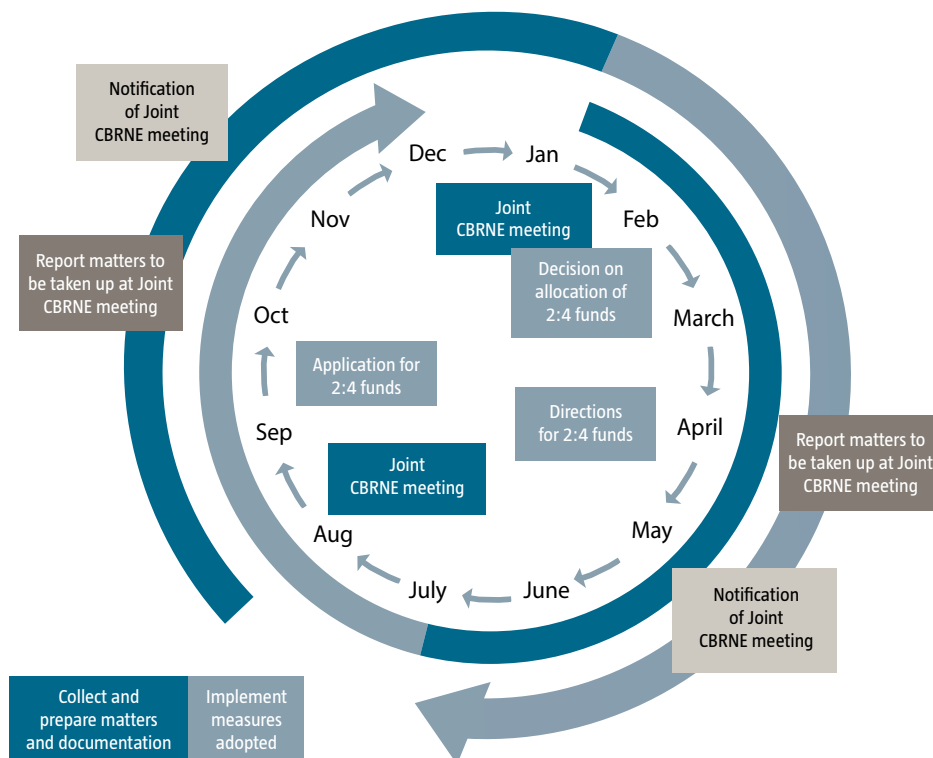 Notification
of Joint
CBRNE meeting
Dec
Jan
Nov
Joint
CBRNE meeting
Feb
Report matters to
be taken up at Joint
CBRNE meeting
Decision on
allocation of
2:4 funds
Oct
March
Application for
2:4 funds
Directions
for 2:4 funds
Sep
April
Report matters to
be taken up at Joint
CBRNE meeting
Joint
CBRNE meeting
Aug
May
July
June
Notification
of Joint
CBRNE meeting
Collect and
prepare matters
and documentation
Implement
measures
adopted